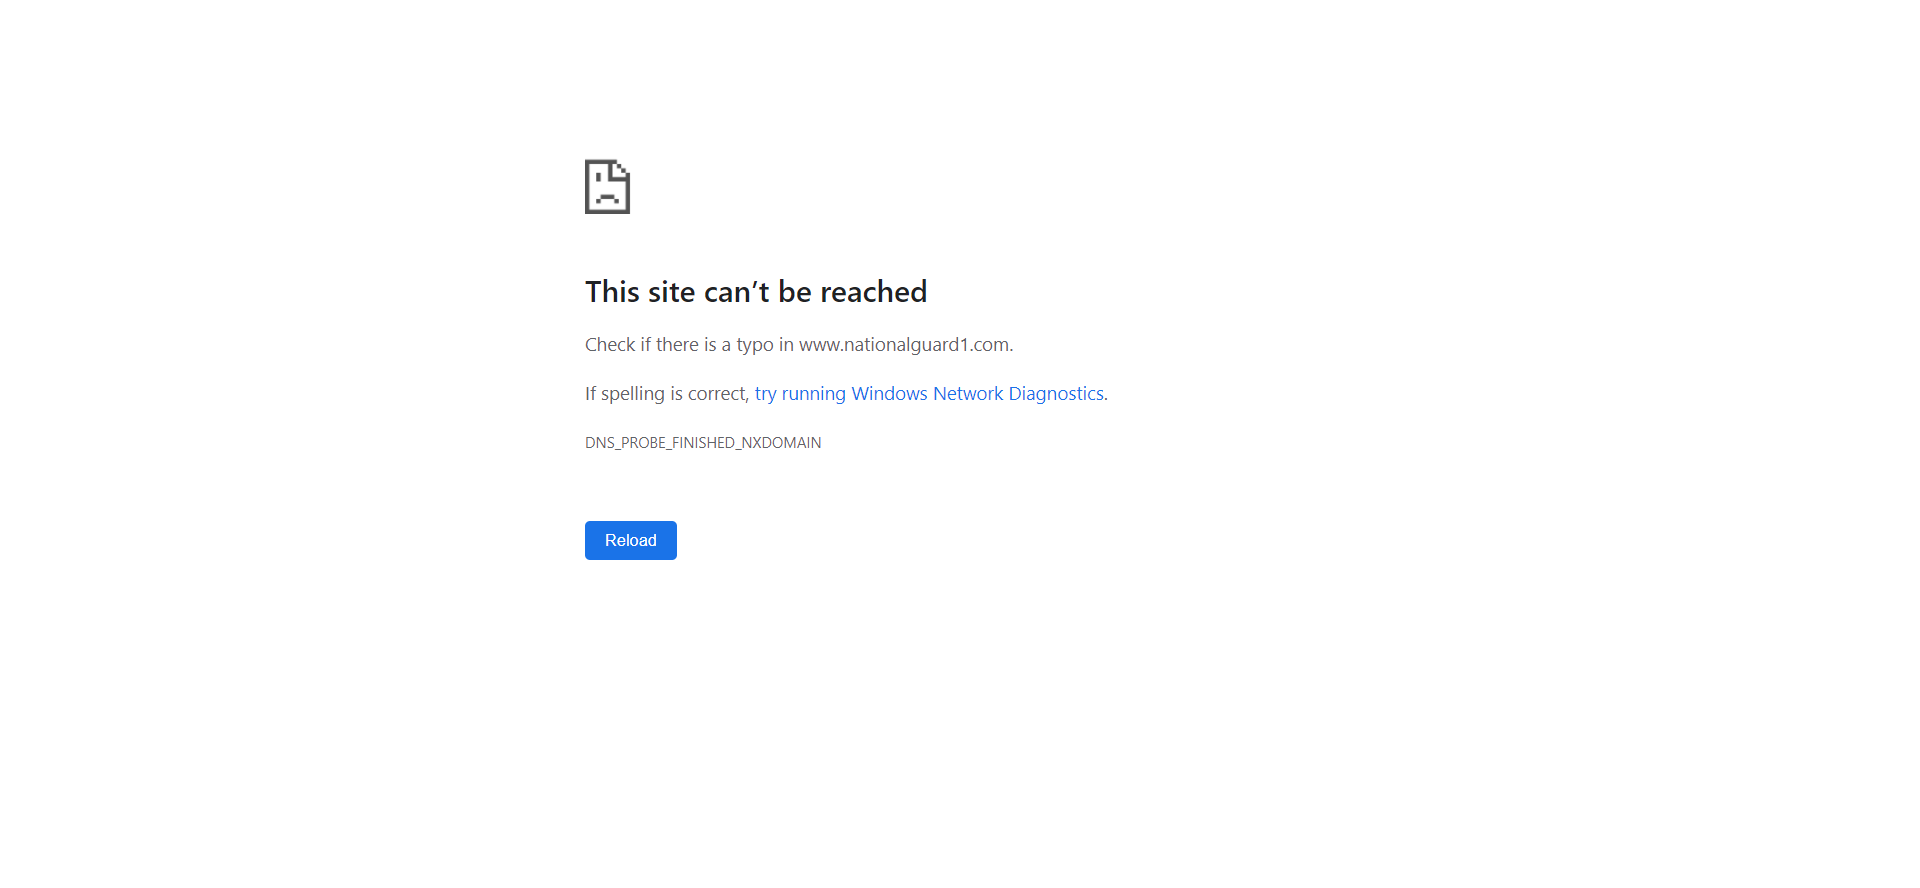 This site can’t be reached
Check if there is a typo in www.nationalguard1.com.
If spelling is correct, try running Windows Network Diagnostics.
DNS_PROBE_FINISHED_NXDOMAIN
Reload